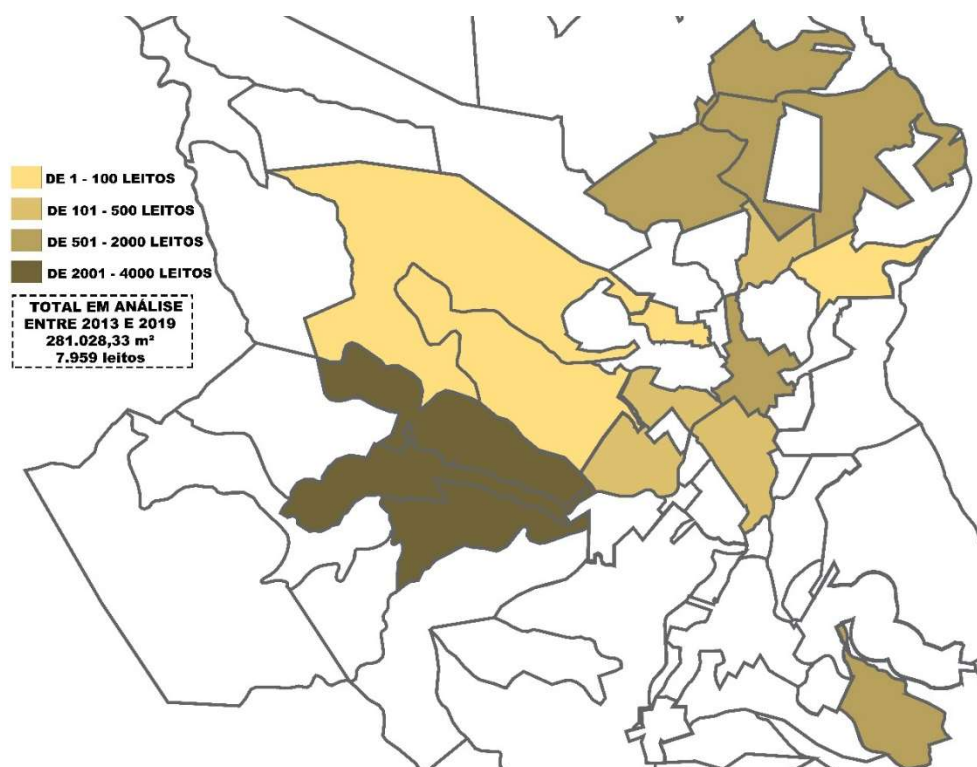 DE 1 - 100 LEITOS
DE 101 - 500 LEITOS
DE 501 - 2000 LEITOS
DE 2001 - 4000 LEITOS
TOTAL EM ANÁLISE
ENTRE 2013 E 2019
281.028,33 m²
7.959 leitos